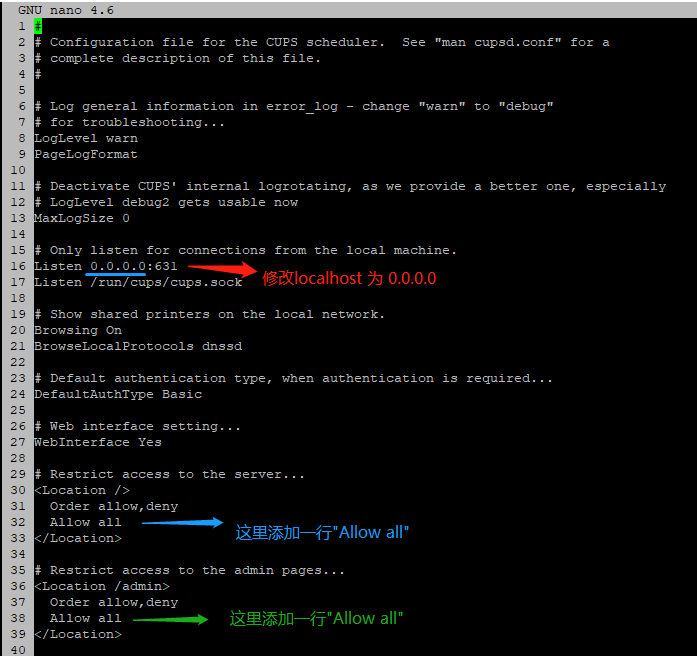 GNU nano 4.6
1 #
2 # Configuration file for the CUPS scheduler.  See "man cupsd.conf" for a
3 # complete description of this file.
4 #
5
6 # Log general information in error_log - change "warn" to "debug"
7 # for troubleshooting...
8 LogLevel warn
9 PageLogFormat
10
11 # Deactivate CUPS' internal logrotating, as we provide a better one, especially
12 # LogLevel debug2 gets usable now
13 MaxLogSize 0
14
15 # Only listen for connections from the local machine.
16 Listen 0.0.0.0:631
修改localhost 为 0.0.0.0
17 Listen /run/cups/cups.sock
18
19 # Show shared printers on the local network.
20 Browsing On
21 BrowseLocalProtocols dnssd
22
23 # Default authentication type, when authentication is required...
24 DefaultAuthType Basic
25
26 # Web interface setting...
27 WebInterface Yes
28
29 # Restrict access to the server...
30 <Location />
31   Order allow,deny
32   Allow all
这里添加一行"Allow all"
33 </Location>
34
35 # Restrict access to the admin pages...
36 <Location /admin>
37   Order allow,deny
38   Allow all
这里添加一行"Allow all"
39 </Location>
40